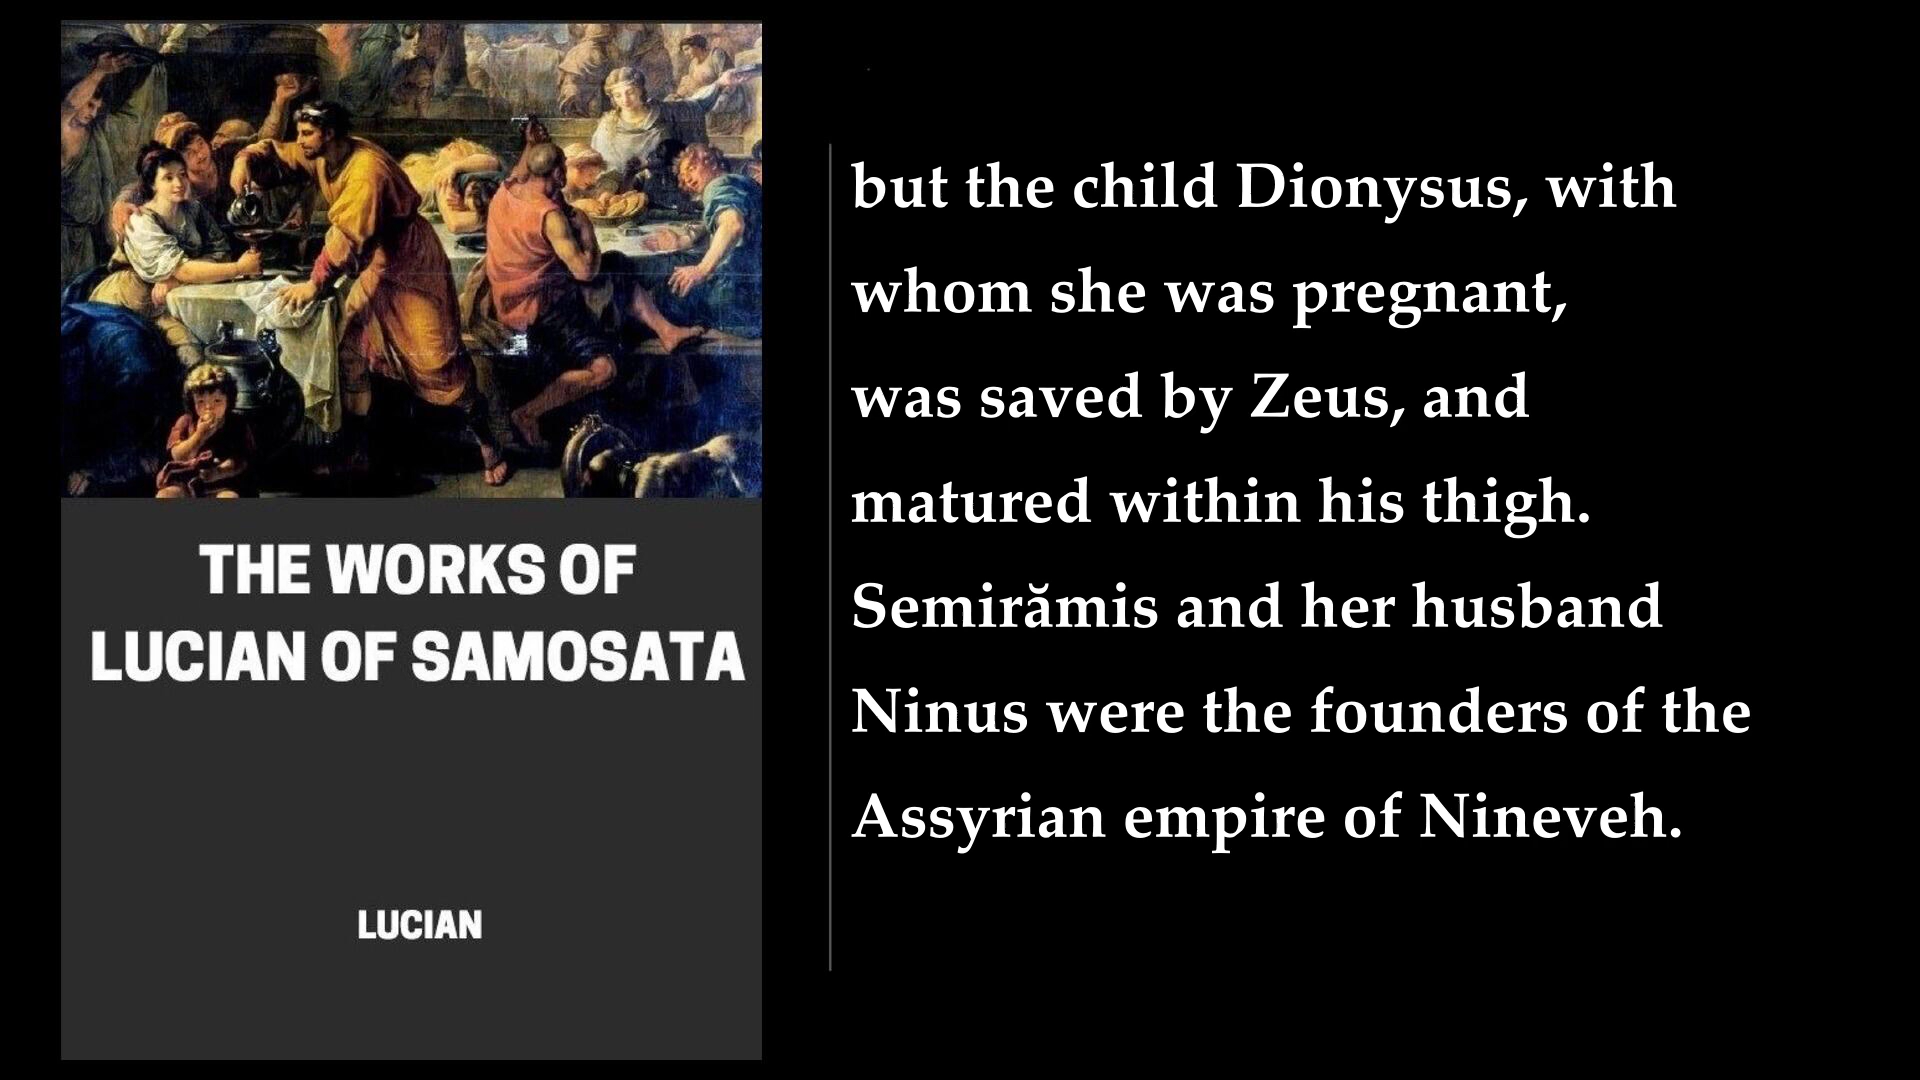 THE WORKS OF
LUCIAN OF SAMOSATA
LUCIAN
but the child Dionysus, with
whom she was pregnant,
was saved by Zeus, and
matured within his thigh.
Semirămis and her husband
Ninus were the founders of the
Assyrian empire of Nineveh.